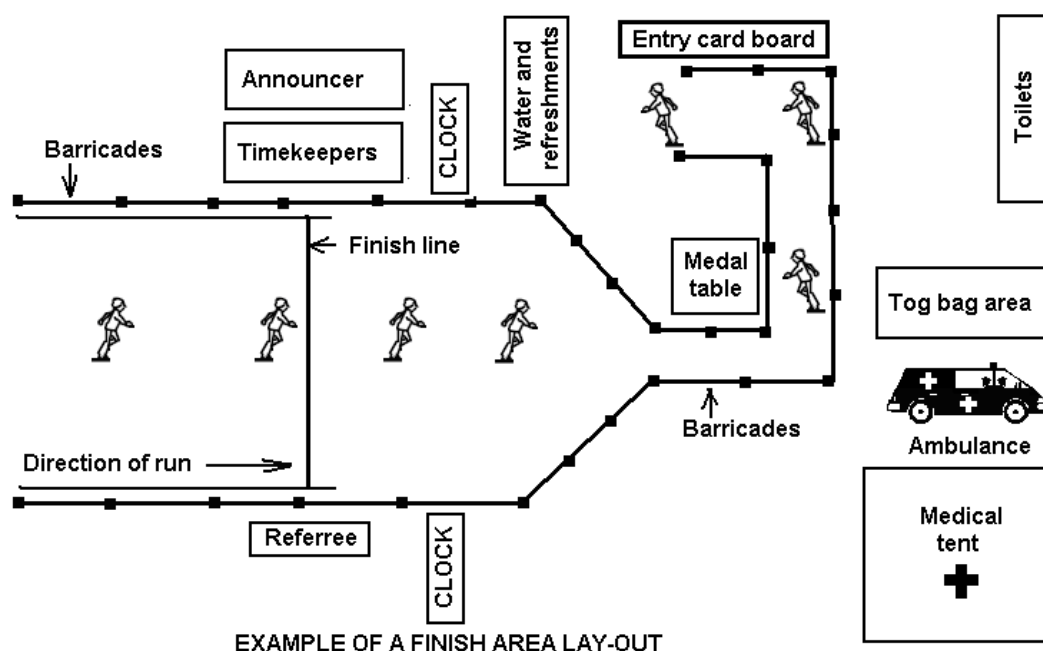 Announcer
Timekeepers
Barricades
CLOCK
Water and
refreshments
Entry card board
Toilets
Finish line
Medal
table
Tog bag area
Ambulance
Barricades
Direction of run
Referree
CLOCK
Medical
tent
EXAMPLE OF A FINISH AREA LAY-OUT